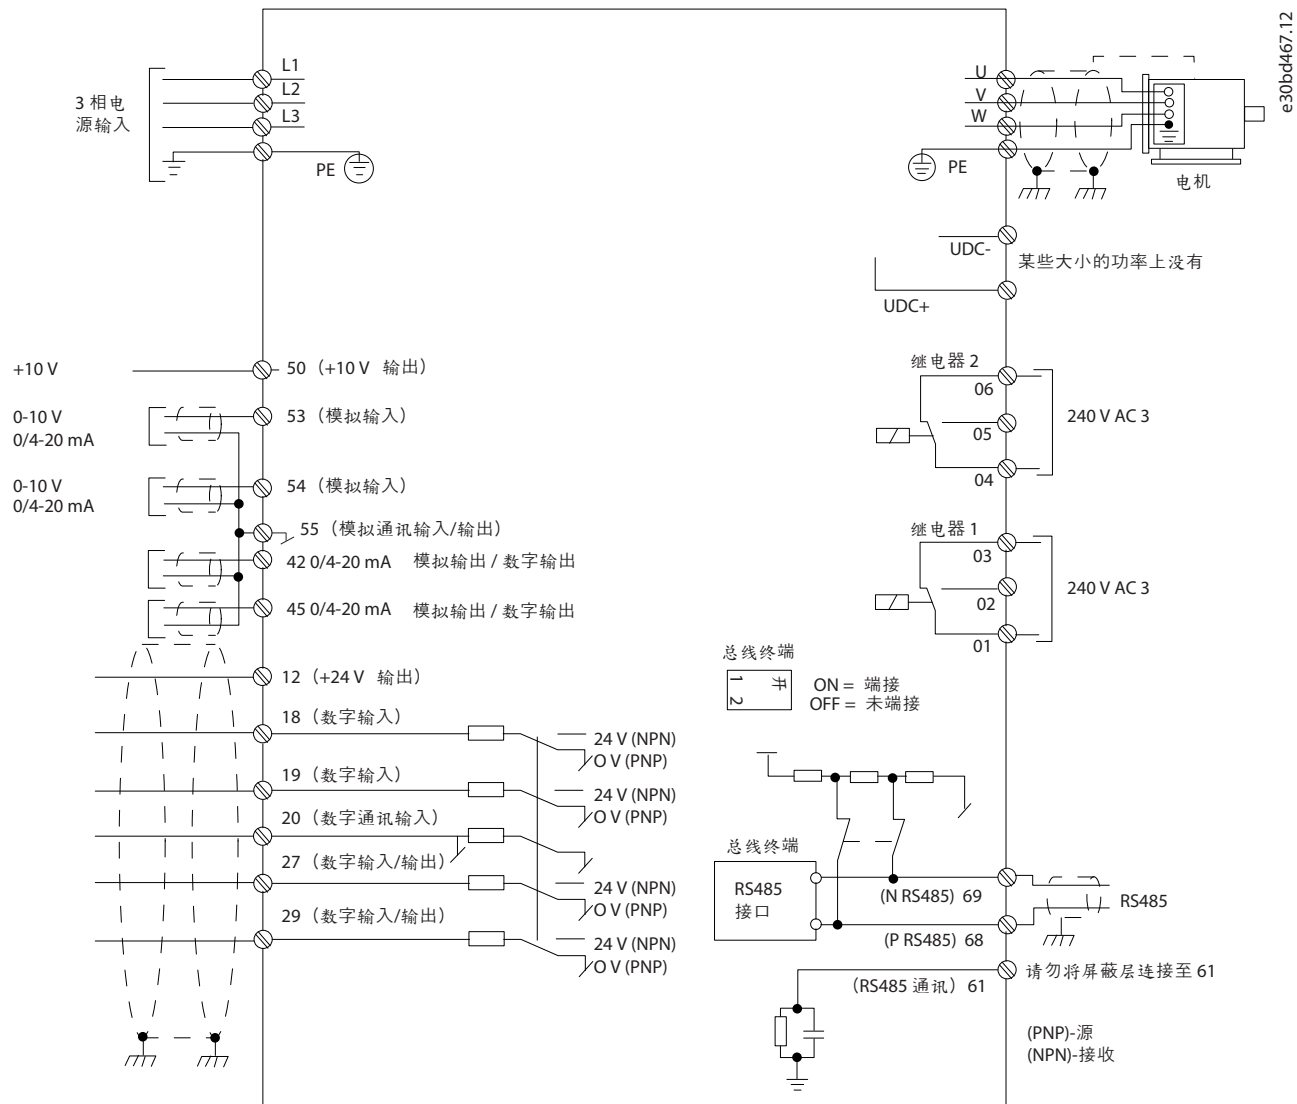 e30bd467.12
L1
L2
L3
3 相电
源输入
PE
U
V
W
PE
电机
UDC-
某些大小的功率上没有
UDC+
+10 V
50（+10 V 输出）
0-10 V
0/4-20 mA
53（模拟输入）
0-10 V
0/4-20 mA
54（模拟输入）
55（模拟通讯输入/输出）
42 0/4-20 mA 模拟输出 / 数字输出
45 0/4-20 mA 模拟输出 / 数字输出
12（+24 V 输出）
18（数字输入）
24 V (NPN)
O V (PNP)
19（数字输入）
24 V (NPN)
O V (PNP)
20（数字通讯输入）
27（数字输入/输出）
24 V (NPN)
O V (PNP)
29（数字输入/输出）
24 V (NPN)
O V (PNP)
继电器 2
06
05
04
240 V AC 3
继电器 1
03
02
01
240 V AC 3
总线终端
1
2
开
ON = 端接
OFF = 未端接
总线终端
RS485
接口
(N RS485) 69
RS485
(P RS485) 68
(RS485 通讯）61
请勿将屏蔽层连接至 61
(PNP)-源
(NPN)-接收